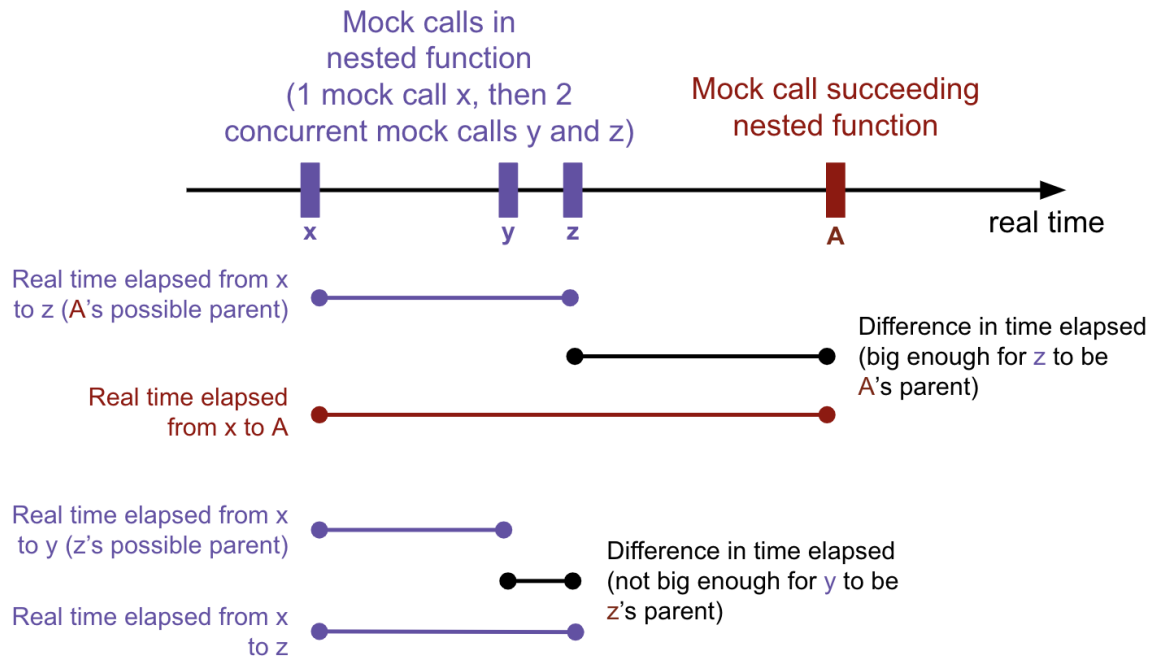 Mock calls in
nested function
(1 mock call x, then 2
concurrent mock calls y and z)
Mock call succeeding
nested function
x
y
z
A
real time
Real time elapsed from x
to z (A's possible parent)
Difference in time elapsed
(big enough for z to be
A's parent)
Real time elapsed
from x to A
Real time elapsed from x
to y (z's possible parent)
Difference in time elapsed
(not big enough for y to be
z's parent)
Real time elapsed from x
to z